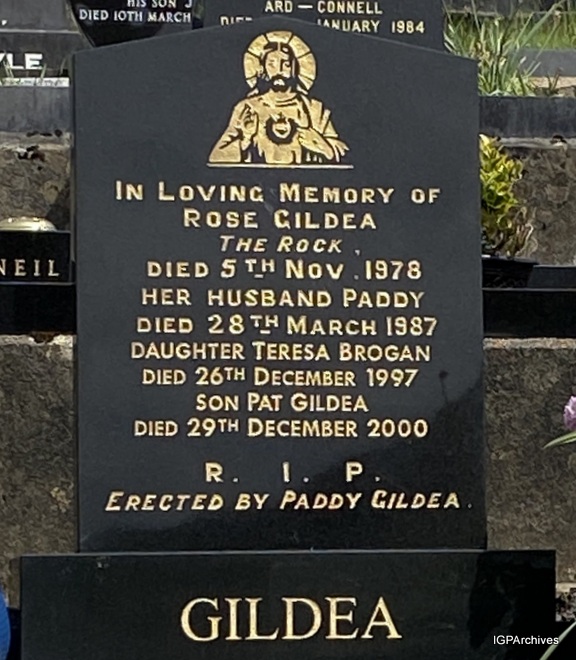 HIS SON J
DIED 10TH MARCH
ARD - CONNELL
JANUARY 1984
YLE
NEIL
IN LOVING MEMORY OF
ROSE GILDEA
THE ROCK.
DIED 5TH NOV. 1978
HER HUSBAND PADDY
DIED 28TH MARCH 1987
DAUGHTER TERESA BROGAN
DIED 26TH DECEMBER 1997
SON PAT GILDEA
DIED 29TH DECEMBER 2000
R. I. P.
ERECTED BY PADDY GILDEA.
GILDEA
IGPArchives